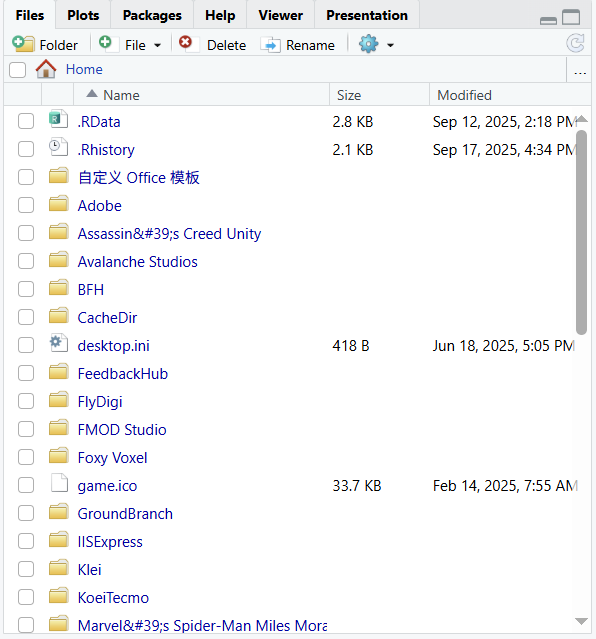 Files Plots Packages Help Viewer Presentation
Folder File Delete Rename
Home ...
Name Size Modified
.RData 2.8 KB Sep 12, 2025, 2:18 PM
.Rhistory 2.1 KB Sep 17, 2025, 4:34 PM
自定义 Office 模板
Adobe
Assassin&#39;s Creed Unity
Avalanche Studios
BFH
CacheDir
desktop.ini 418 B Jun 18, 2025, 5:05 PM
FeedbackHub
FlyDigi
FMOD Studio
Foxy Voxel
game.ico 33.7 KB Feb 14, 2025, 7:55 AM
GroundBranch
IISExpress
Klei
KoeiTecmo
Marvel&#39;s Spider-Man Miles Mora